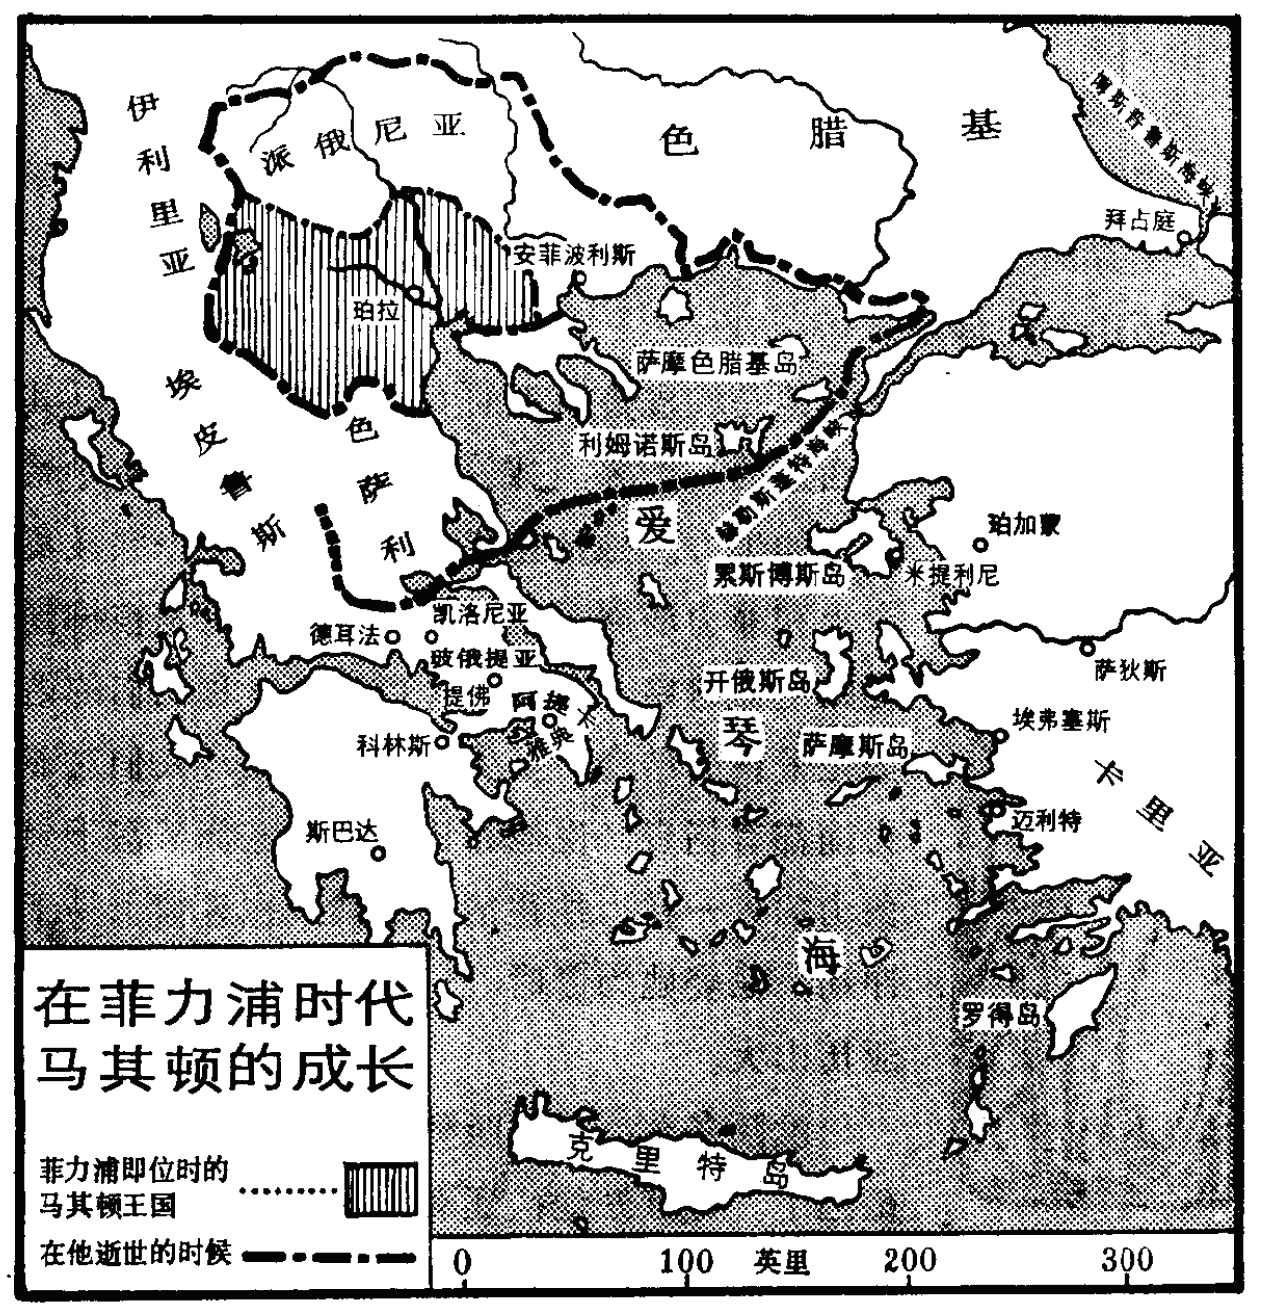 伊利里亚
派俄尼亚
色腊基
博斯普鲁斯海峡
拜占庭
安菲波利斯
珀拉
萨摩色腊基岛
埃皮鲁斯
色萨利
利姆诺斯岛
赫勒斯蓬特海峡
爱琴海
珀加蒙
累斯博斯岛
米提利尼
凯洛尼亚
德耳法
玻俄提亚
提佛
阿提卡
雅典
科林斯
开俄斯岛
萨狄斯
埃弗塞斯
萨摩斯岛
卡里亚
迈利特
斯巴达
罗得岛
克里特岛
在菲力浦时代
马其顿的成长
菲力浦即位时的
马其顿王国
在他逝世的时候
0 100 英里 200 300